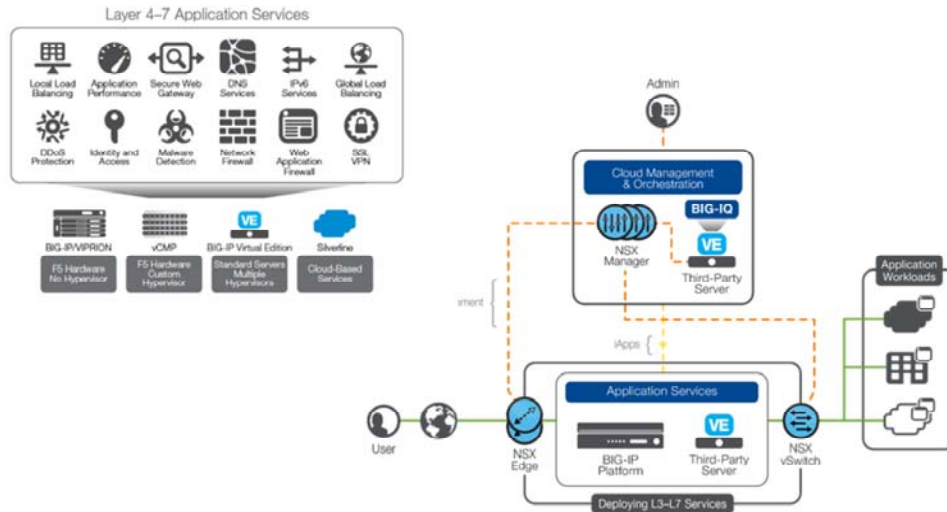 Layer 4–7 Application Services
Local Load
Balancing
Application
Performance
Secure Web
Gateway
DNS
Services
IPv6
Services
Global Load
Balancing
DDoS
Protection
Identity and
Access
Malware
Detection
Network
Firewall
Web
Application
Firewall
SSL
VPN
VE
BIG-IP/VIPRION
vCMP
BIG-IP Virtual Edition
Silverline
F5 Hardware
No Hypervisor
F5 Hardware
Custom
Hypervisor
Standard Servers
Multiple
Hypervisors
Cloud-Based
Services
Admin
Cloud Management
& Orchestration
BIG-IQ
VE
NSX
Manager
Third-Party
Server
Application
Workloads
iApps {
Application Services
VE
User
NSX
Edge
BIG-IP
Platform
Third-Party
Server
NSX
vSwitch
Deploying L3–L7 Services